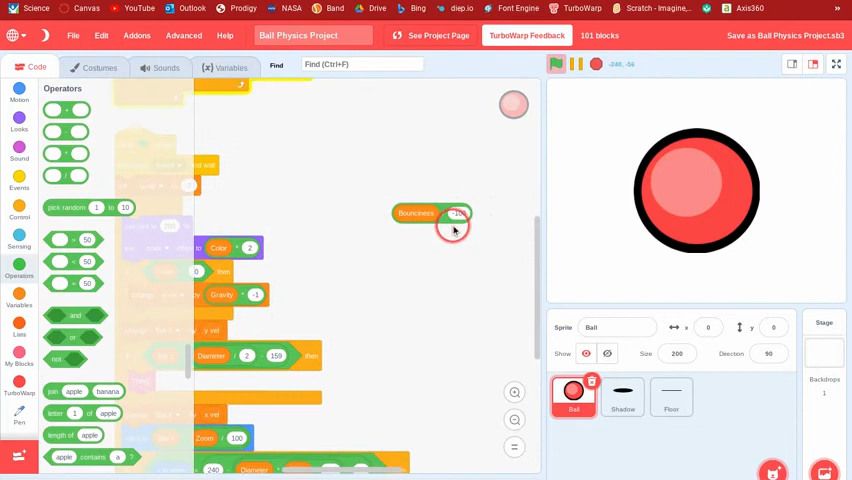 Science Canvas YouTube Outlook Prodigy NASA Band Drive Bing diep.io Font Engine TurboWarp Scratch - Imagine,... Axis360 »
File Edit Addons Advanced Help Ball Physics Project See Project Page TurboWarp Feedback 101 blocks Save as Ball Physics Project.sb3
Code Costumes Sounds Variables Find Find (Ctrl+F) -248, -56
Motion
Looks
Sound
Events
Control
Sensing
Operators
Variables
Lists
My Blocks
TurboWarp
Pen
Operators
+
-
*
/
pick random 1 to 10
> 50
< 50
= 50
and
or
not
join apple banana
letter 1 of apple
length of apple
apple contains a ?
Color * 2
0 then
Gravity * -1
y vel
Diameter / 2 - 159 then
y vel
Zoom / 100
240 - Diameter *
Bounciness
Sprite Ball x 0 y 0
Show Size 200 Direction 90
Ball Shadow Floor
Stage
Backdrops
1